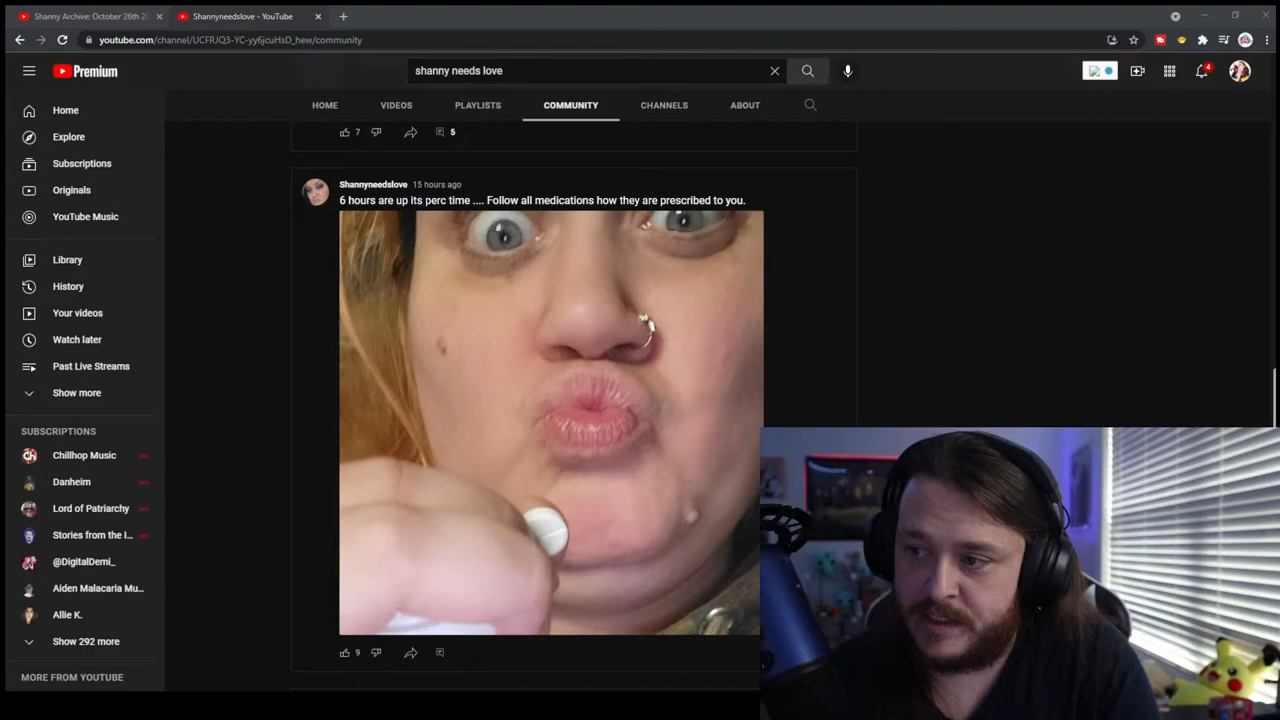 Shanny Archive: October 26th 20
Shannyneedslove - YouTube
youtube.com/channel/UCFRJQ3-YC-yy6jcuHsD_hew/community
Premium
shanny needs love
4
HOME
VIDEOS
PLAYLISTS
COMMUNITY
CHANNELS
ABOUT
Home
Explore
Subscriptions
Originals
YouTube Music
Library
History
Your videos
Watch later
Past Live Streams
Show more
SUBSCRIPTIONS
Chillhop Music
Danheim
Lord of Patriarchy
Stories from the l...
@DigitalDemi_
Aiden Malacaria Mu...
Allie K.
Show 292 more
MORE FROM YOUTUBE
7
5
Shannyneedslove 15 hours ago
6 hours are up its perc time .... Follow all medications how they are prescribed to you.
9